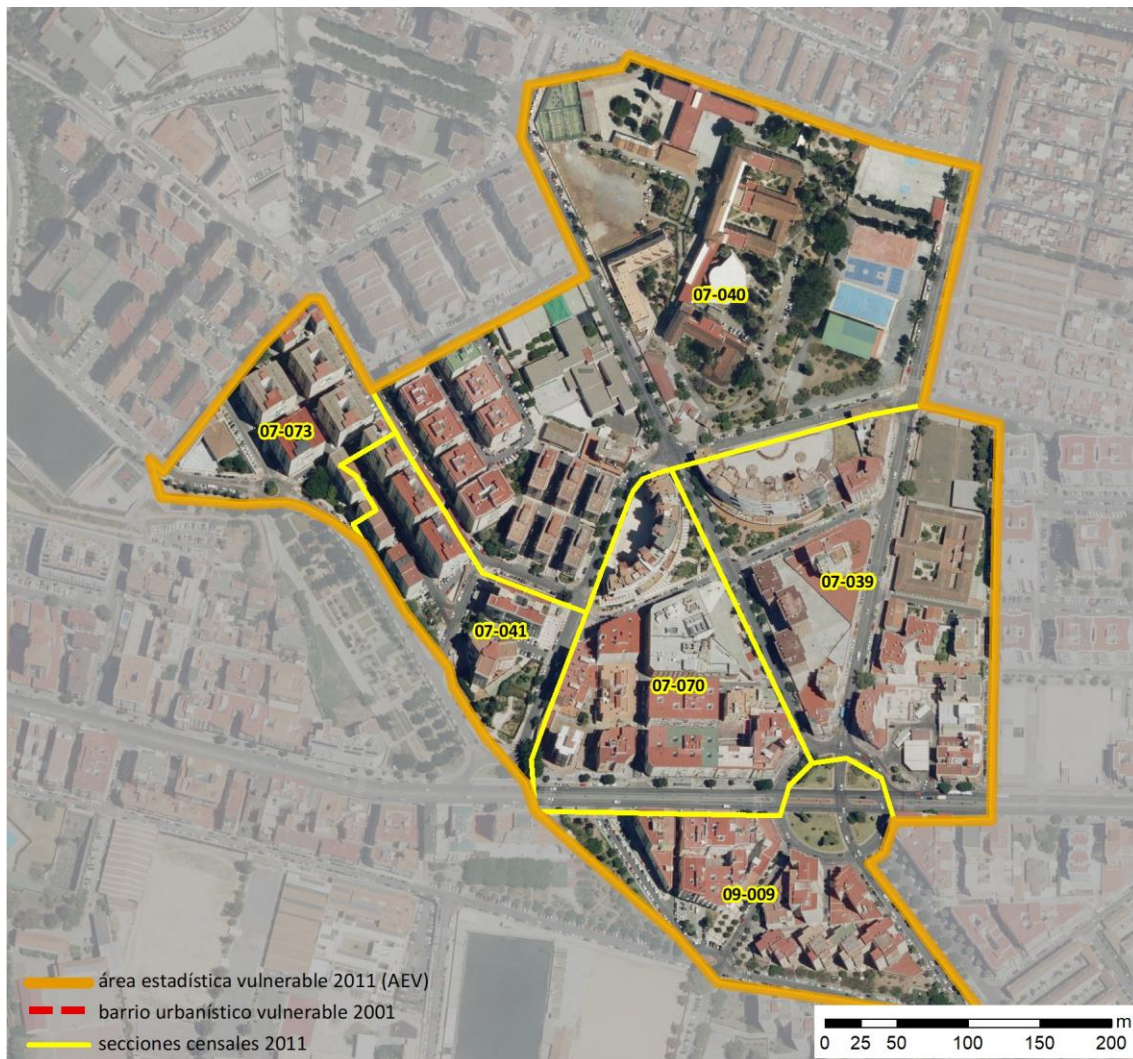 07-040
07-073
07-039
07-041
07-070
09-009
área estadística vulnerable 2011 (AEV)
barrio urbanístico vulnerable 2001
secciones censales 2011
m
0 25 50 100 150 200